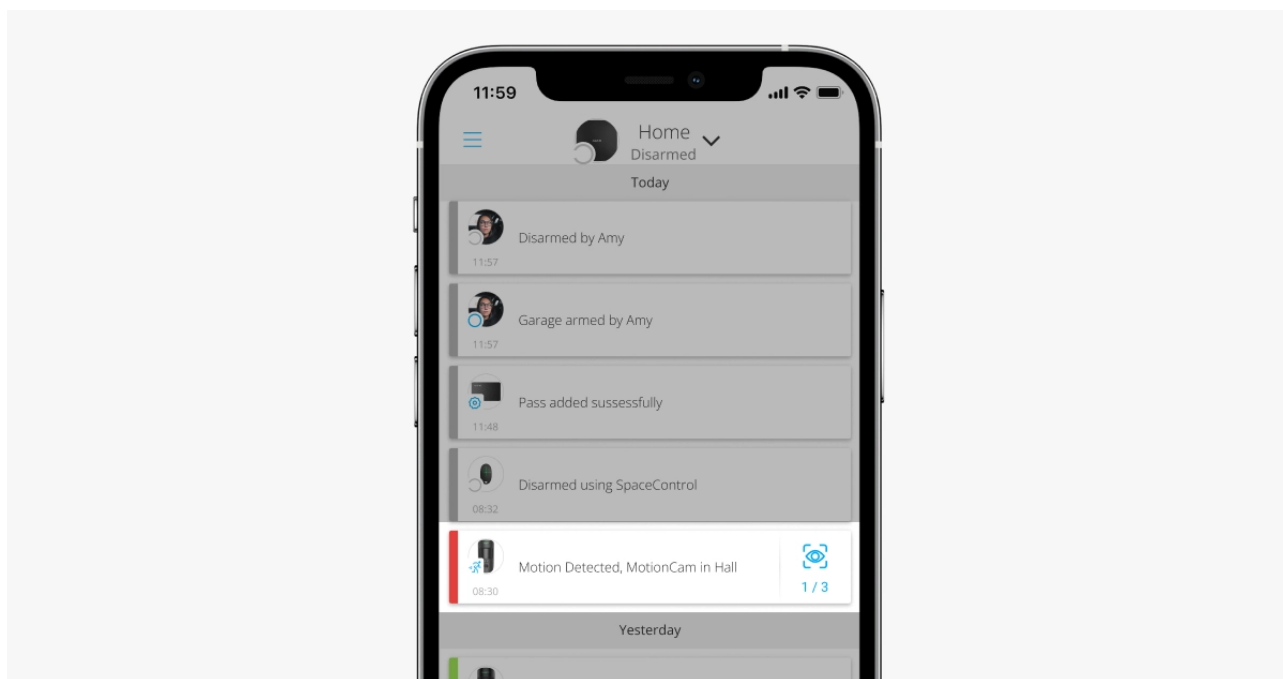 11:59
Home
Disarmed
Today
Disarmed by Amy
11:57
Garage armed by Amy
11:57
Pass added sussessfully
11:48
Disarmed using SpaceControl
08:32
Motion Detected, MotionCam in Hall
08:30
1 / 3
Yesterday